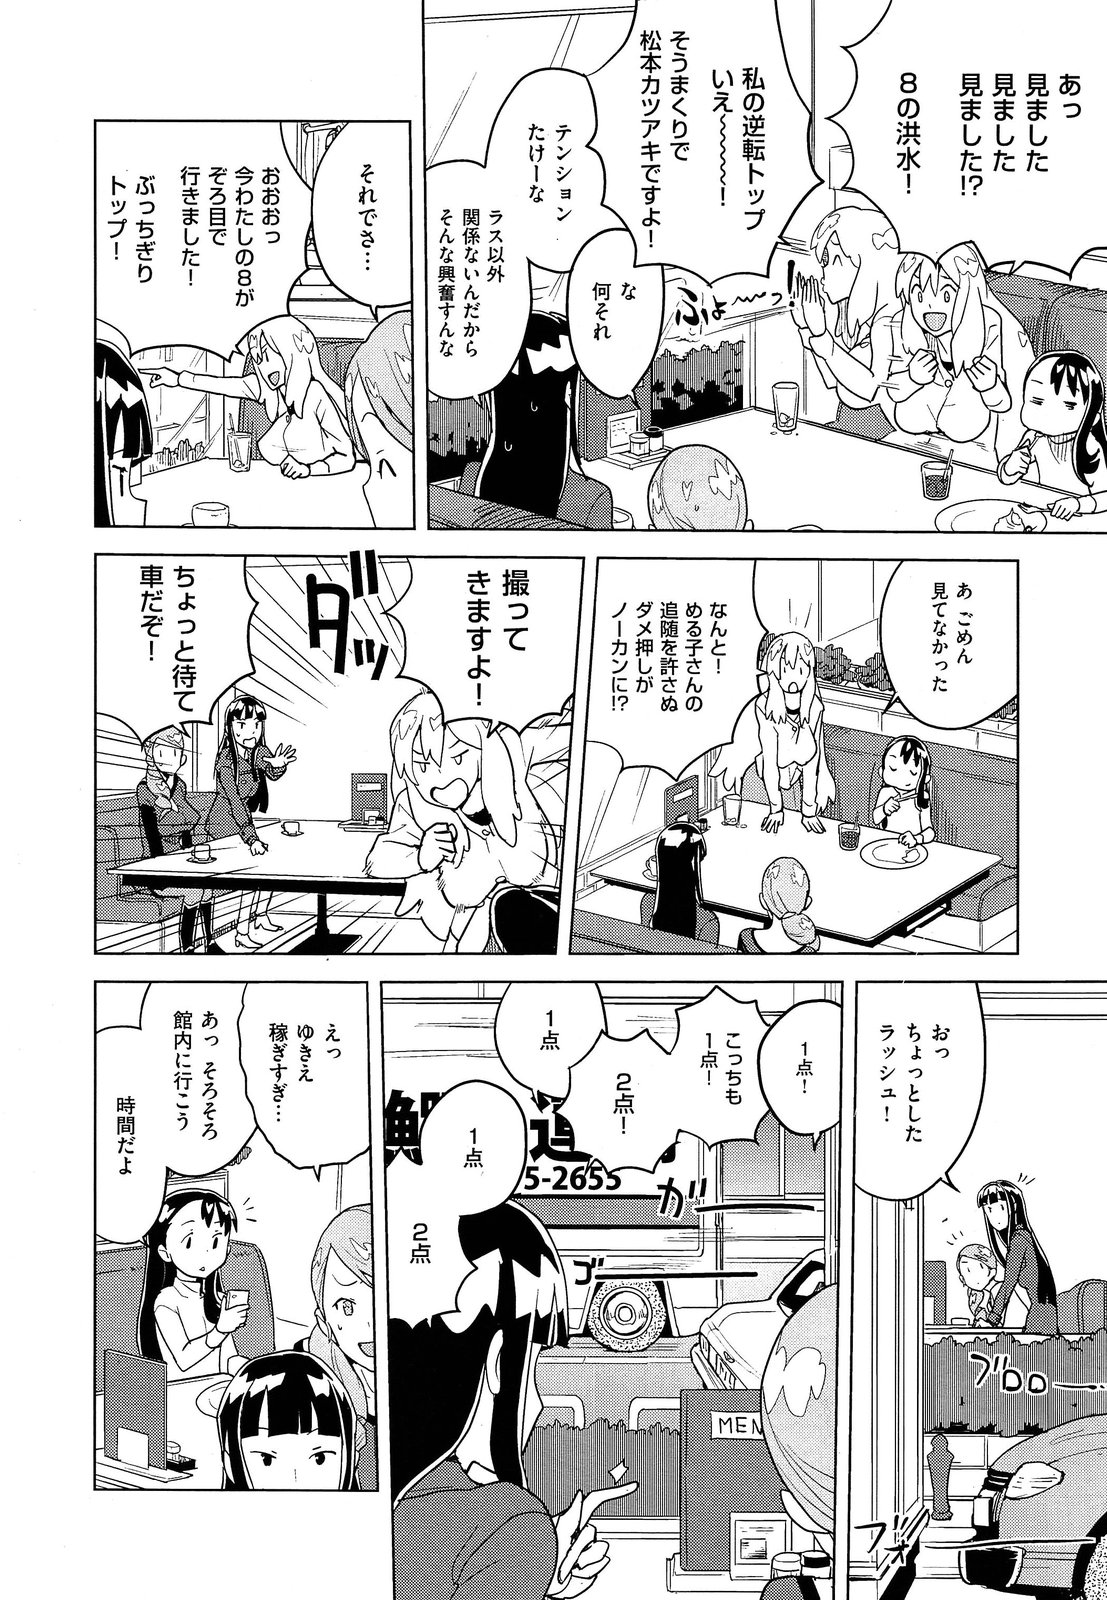 あっ
見ました
見ました
見ました!?
8の洪水！
私の逆転トップ
いえ～～～～！
そうまくりで
松本カツアキですよ！
テンション
たけーな
な
何それ
ラス以外
関係ないんだから
そんな興奮すんな
ぷょ～～っ！
それでさ…
おおおっ
今わたしの8が
ぞろ目で
行きました！
ぶっちぎり
トップ！
あ ごめん
見てなかった
なんと！
める子さんの
追随を許さぬ
ダメ押しが
ノーカンに!?
撮って
きますよ！
ダッ
ちょっと待て
車だぞ！
おっ
ちょっとした
ラッシュ！
ブロロー
ブォ
1点！
こっちも
1点！
2点！
1点
1点
2点
5-2655
ガー
ブー
MEN
えっ
ゆきえ
稼ぎすぎ…
あっ そろそろ
館内に行こう
時間だよ